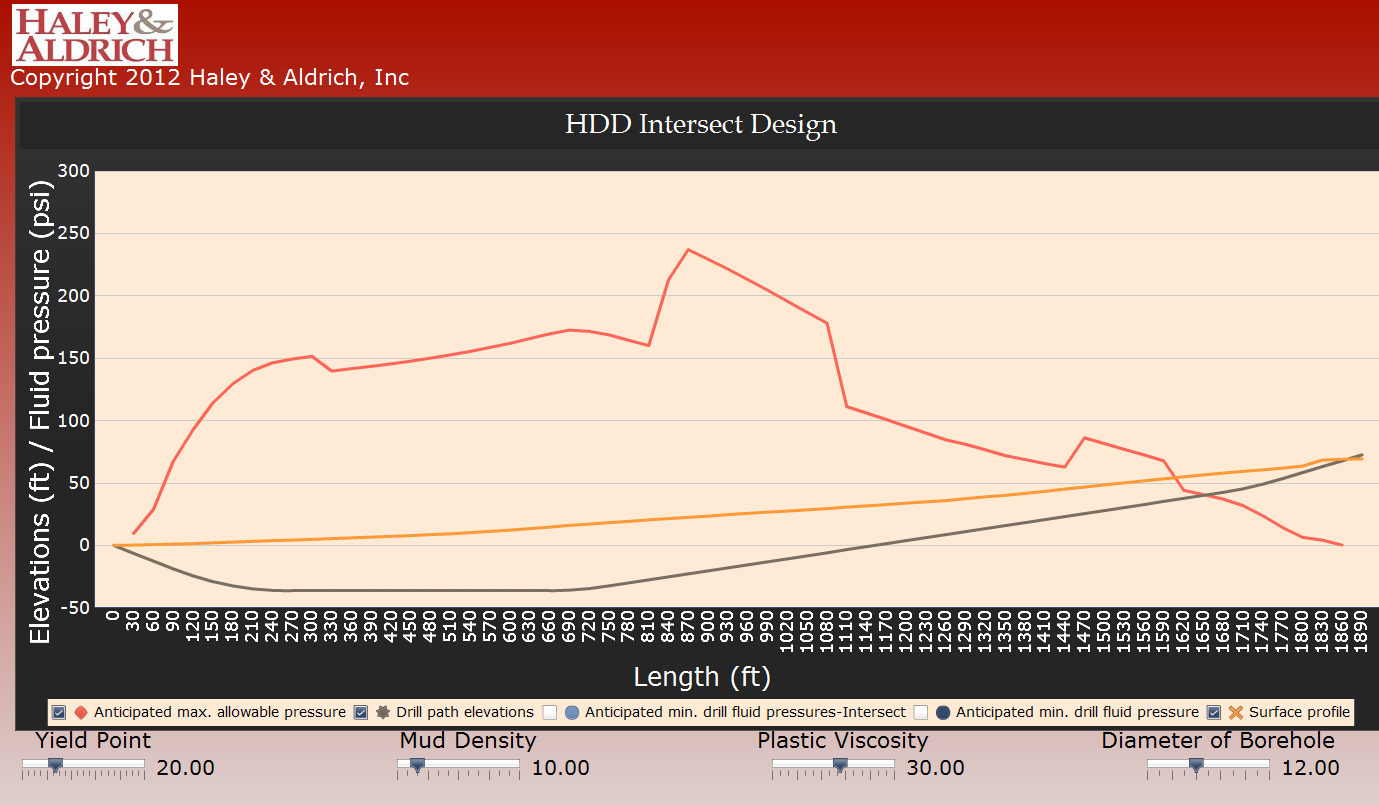 HALEY&
ALDRICH
Copyright 2012 Haley & Aldrich, Inc
HDD Intersect Design
Elevations (ft) / Fluid pressure (psi)
300
250
200
150
100
50
0
-50
0 30 60 90 120 150 180 210 240 270 300 330 360 390 420 450 480 510 540 570 600 630 660 690 720 750 780 810 840 870 900 930 960 990 1020 1050 1080 1110 1140 1170 1200 1230 1260 1290 1320 1350 1380 1410 1440 1470 1500 1530 1560 1590 1620 1650 1680 1710 1740 1770 1800 1830 1860 1890
Length (ft)
Anticipated max. allowable pressure Drill path elevations Anticipated min. drill fluid pressures-Intersect Anticipated min. drill fluid pressure Surface profile
Yield Point Mud Density Plastic Viscosity Diameter of Borehole
20.00 10.00 30.00 12.00